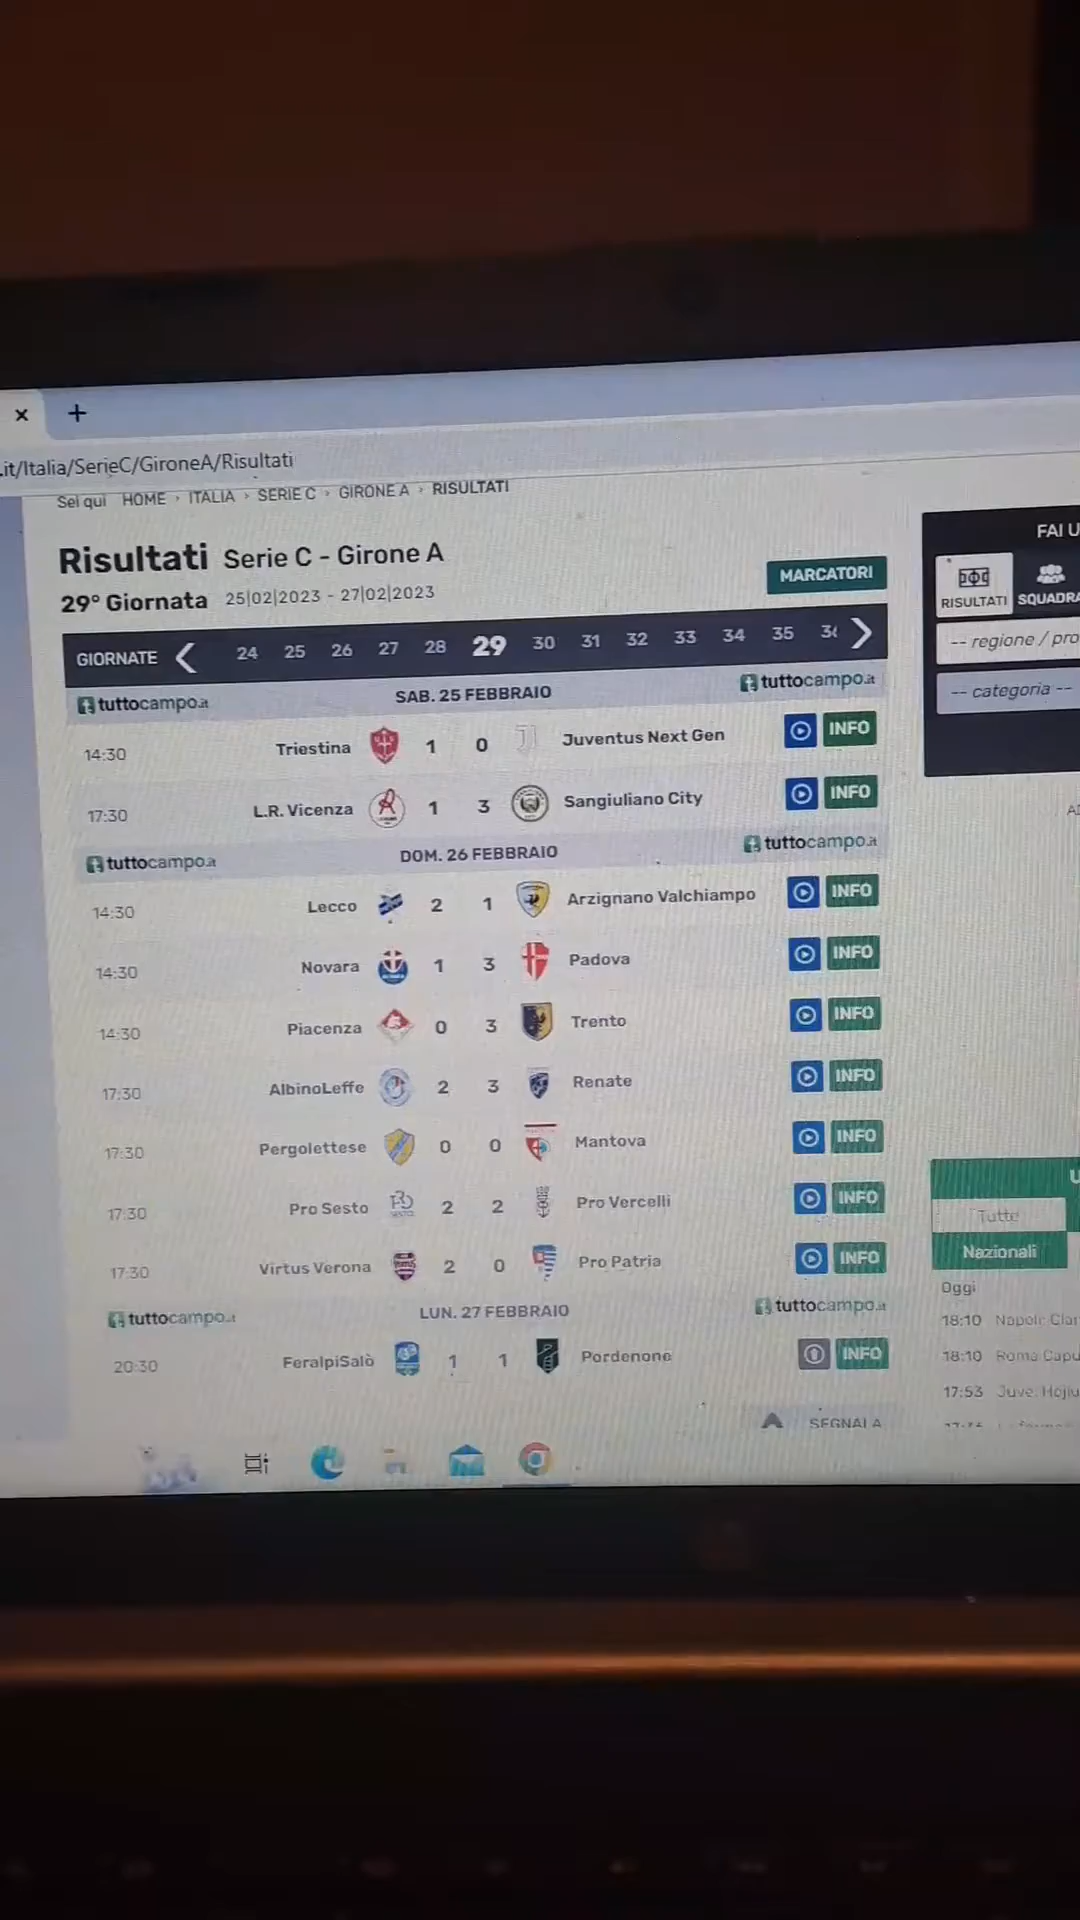 .it/Italia/SerieC/GironeA/Risultati
Sei qui HOME › ITALIA › SERIE C › GIRONE A › RISULTATI
Risultati Serie C - Girone A
MARCATORI
29° Giornata 25|02|2023 - 27|02|2023
GIORNATE 24 25 26 27 28 29 30 31 32 33 34 35
tuttocampo.it SAB. 25 FEBBRAIO tuttocampo.it
14:30 Triestina 1 0 Juventus Next Gen INFO
17:30 L.R. Vicenza 1 3 Sangiuliano City INFO
tuttocampo.it DOM. 26 FEBBRAIO tuttocampo.it
14:30 Lecco 2 1 Arzignano Valchiampo INFO
14:30 Novara 1 3 Padova INFO
14:30 Piacenza 0 3 Trento INFO
17:30 AlbinoLeffe 2 3 Renate INFO
17:30 Pergolettese 0 0 Mantova INFO
17:30 Pro Sesto 2 2 Pro Vercelli INFO
17:30 Virtus Verona 2 0 Pro Patria INFO
tuttocampo.it LUN. 27 FEBBRAIO tuttocampo.it
20:30 FeralpiSalò 1 1 Pordenone INFO
SEGNALA
FAI U
RISULTATI SQUADRA
-- regione / pro
-- categoria --
Tutte
Nazionali
Oggi
18:10 Napoli:
18:10 Roma
17:53 Juve,